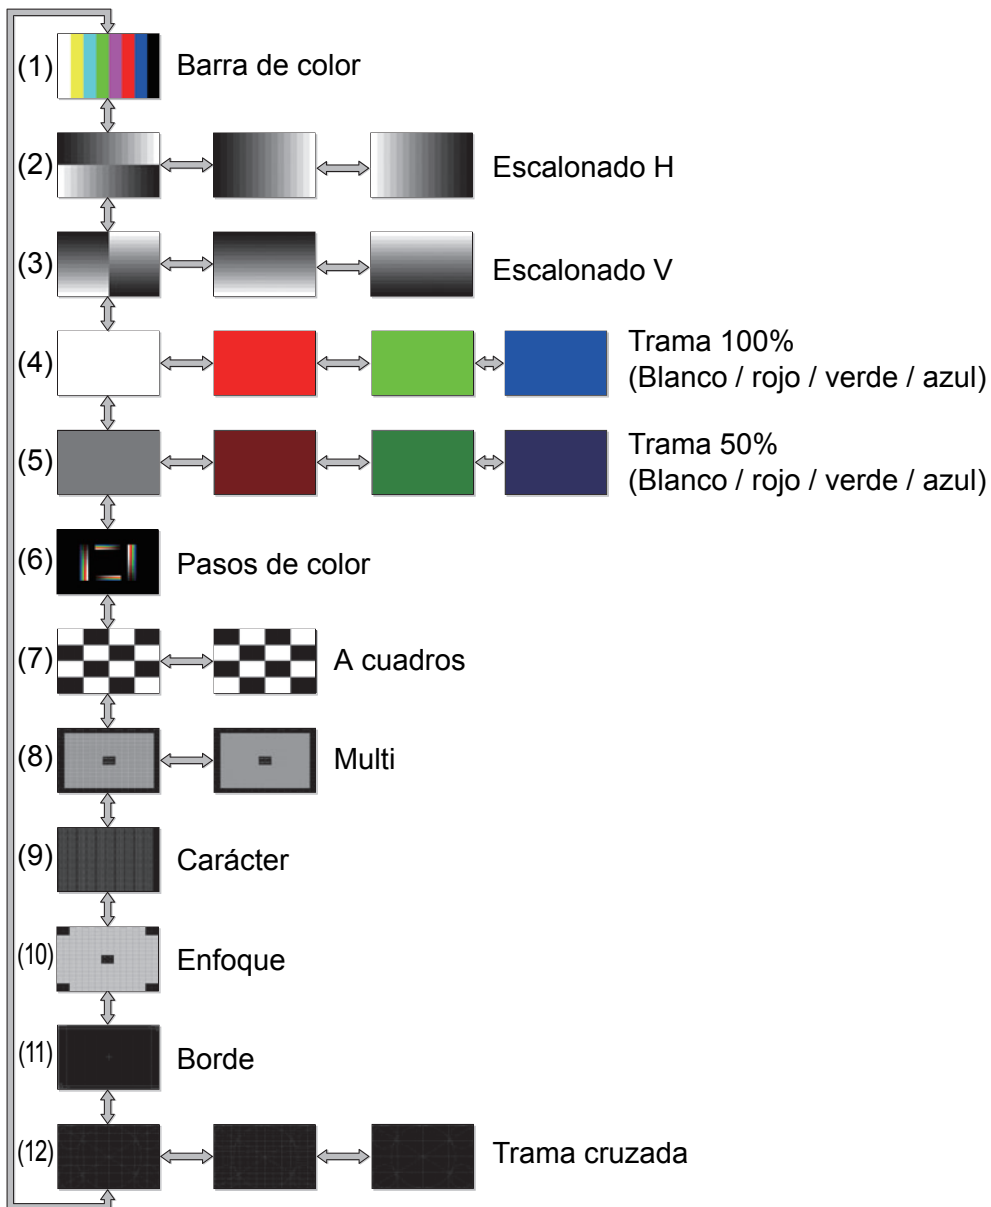 (1) Barra de color
(2) Escalonado H
(3) Escalonado V
(4) Trama 100%
(Blanco / rojo / verde / azul)
(5) Trama 50%
(Blanco / rojo / verde / azul)
(6) Pasos de color
(7) A cuadros
(8) Multi
(9) Carácter
(10) Enfoque
(11) Borde
(12) Trama cruzada